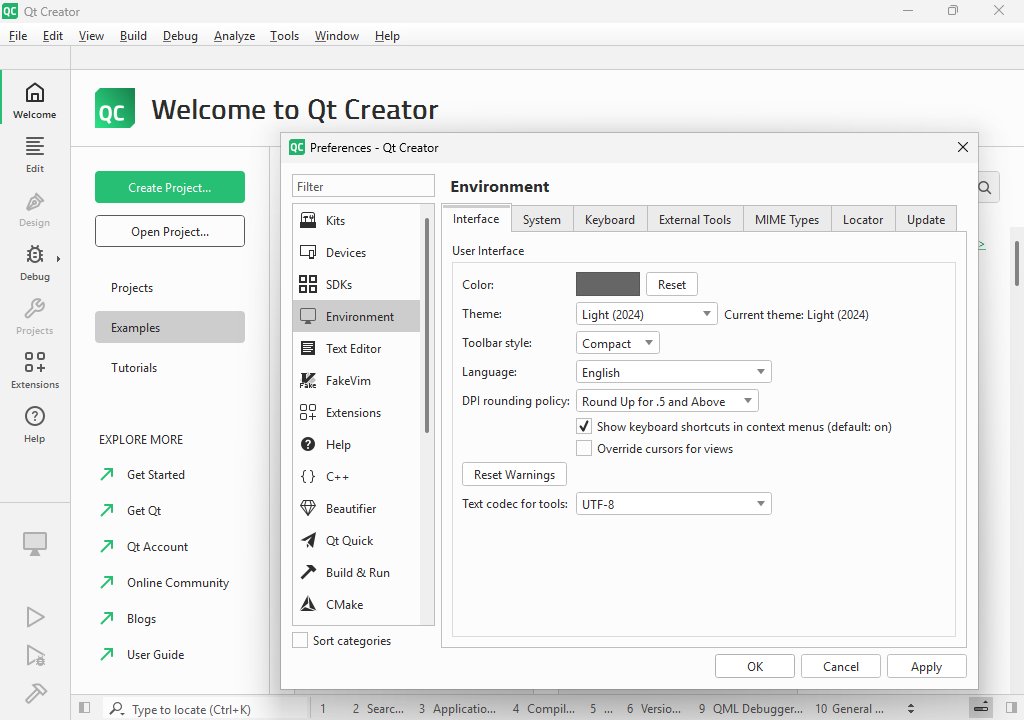 QC Qt Creator
File Edit View Build Debug Analyze Tools Window Help
Welcome
Edit
Design
Debug
Projects
Extensions
Help
QC Welcome to Qt Creator
Create Project...
Open Project...
Projects
Examples
Tutorials
EXPLORE MORE
Get Started
Get Qt
Qt Account
Online Community
Blogs
User Guide
QC Preferences - Qt Creator
Filter
Kits
Devices
SDKs
Environment
Text Editor
Fake FakeVim
Extensions
Help
{} C++
Beautifier
Qt Quick
Build & Run
CMake
Sort categories
Environment
Interface System Keyboard External Tools MIME Types Locator Update
User Interface
Color: Reset
Theme: Light (2024) Current theme: Light (2024)
Toolbar style: Compact
Language: English
DPI rounding policy: Round Up for .5 and Above
Show keyboard shortcuts in context menus (default: on)
Override cursors for views
Reset Warnings
Text codec for tools: UTF-8
OK Cancel Apply
>
Type to locate (Ctrl+K) 1 2 Searc... 3 Applicatio... 4 Compil... 5 ... 6 Versio... 9 QML Debugger... 10 General ...